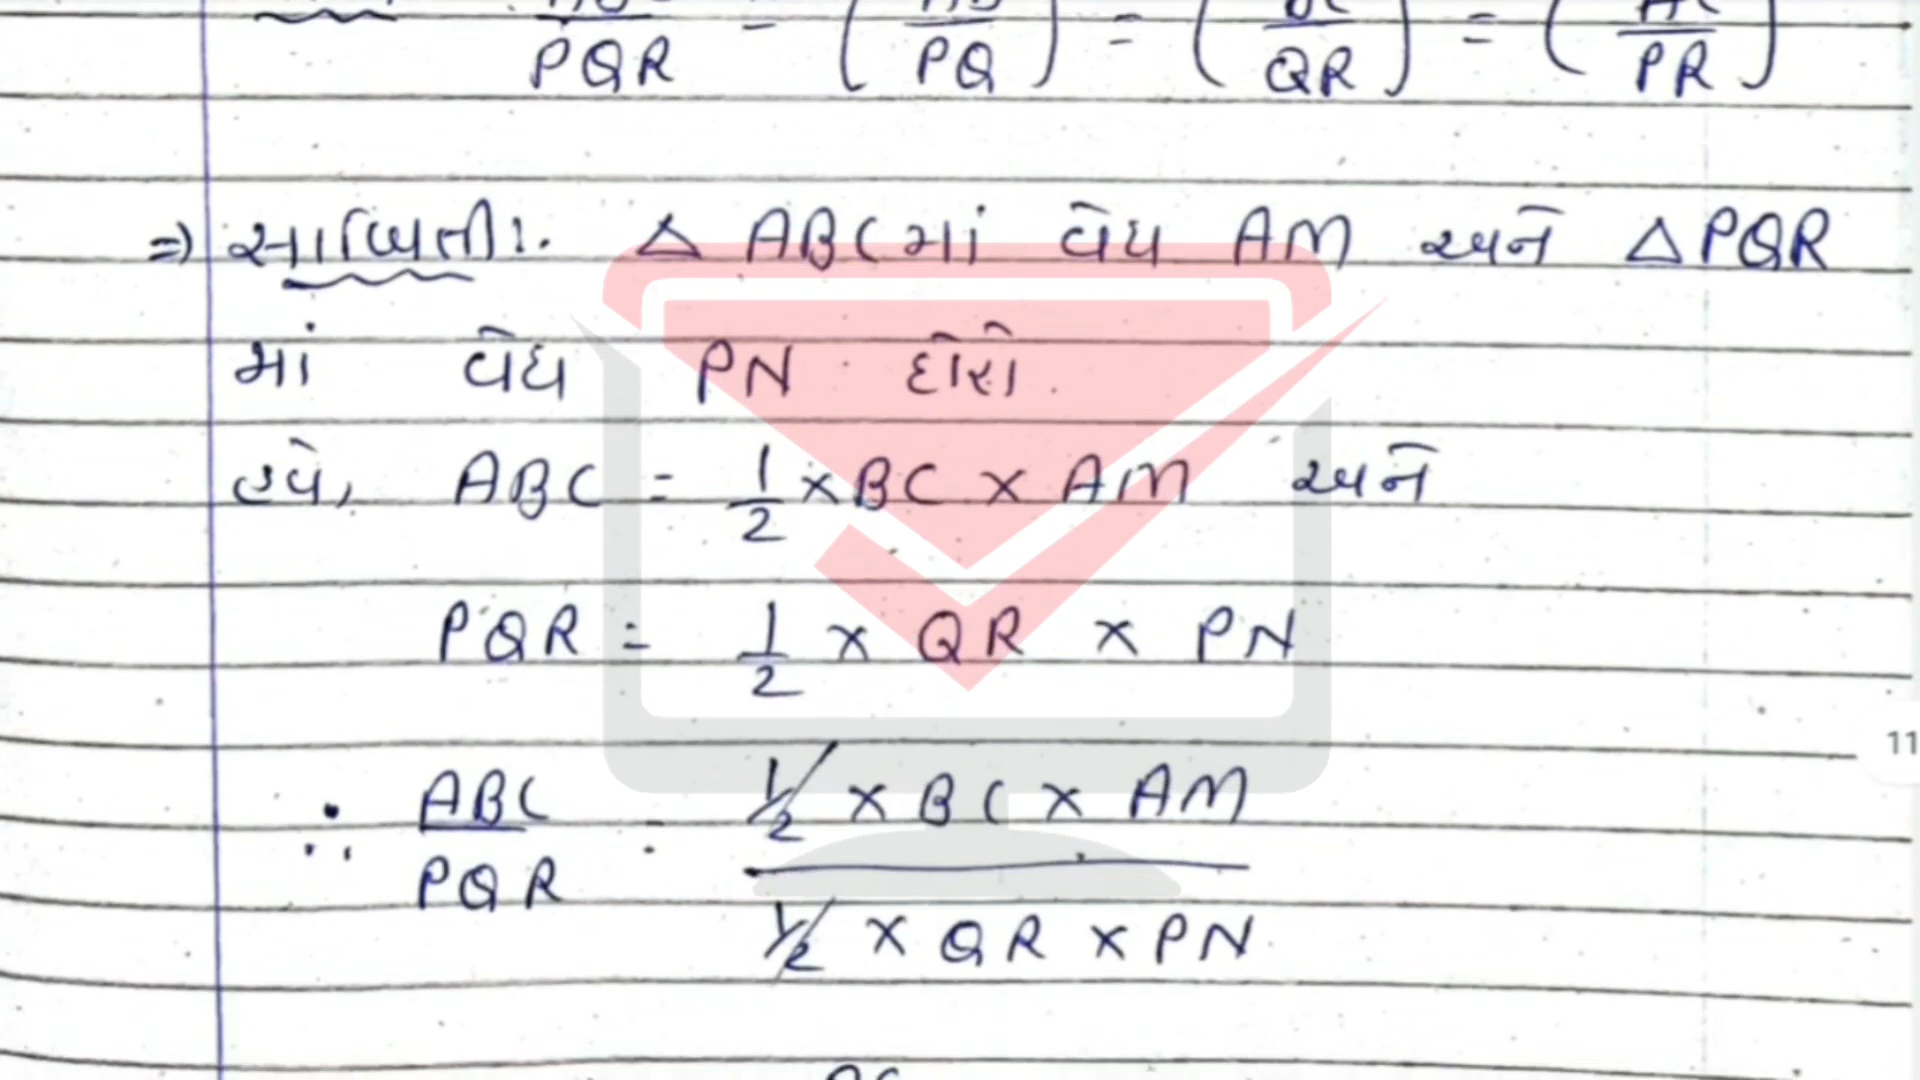 PQR = (PQ) = (QR) = (PR)
⇒ સાબિતી:. △ ABC માં વેધ AM અને △ PQR
માં વેધ PN દોરો.
હવે, ABC = 1/2 × BC × AM અને
PQR = 1/2 × QR × PN
∴ ABC/PQR = 1/2 × BC × AM / 1/2 × QR × PN
11